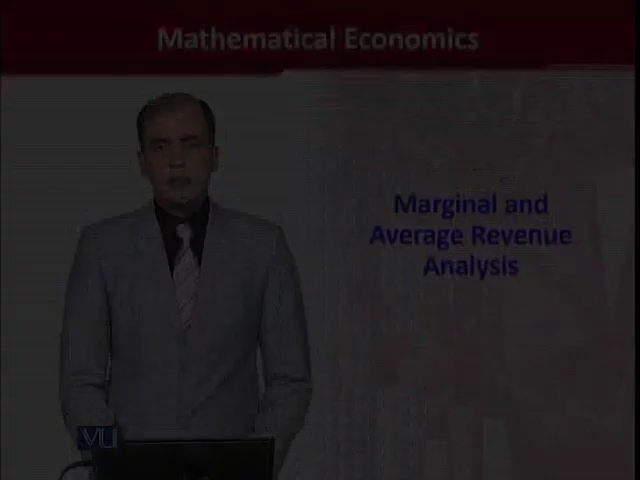 Mathematical Economics
Marginal and
Average Revenue
Analysis
VU